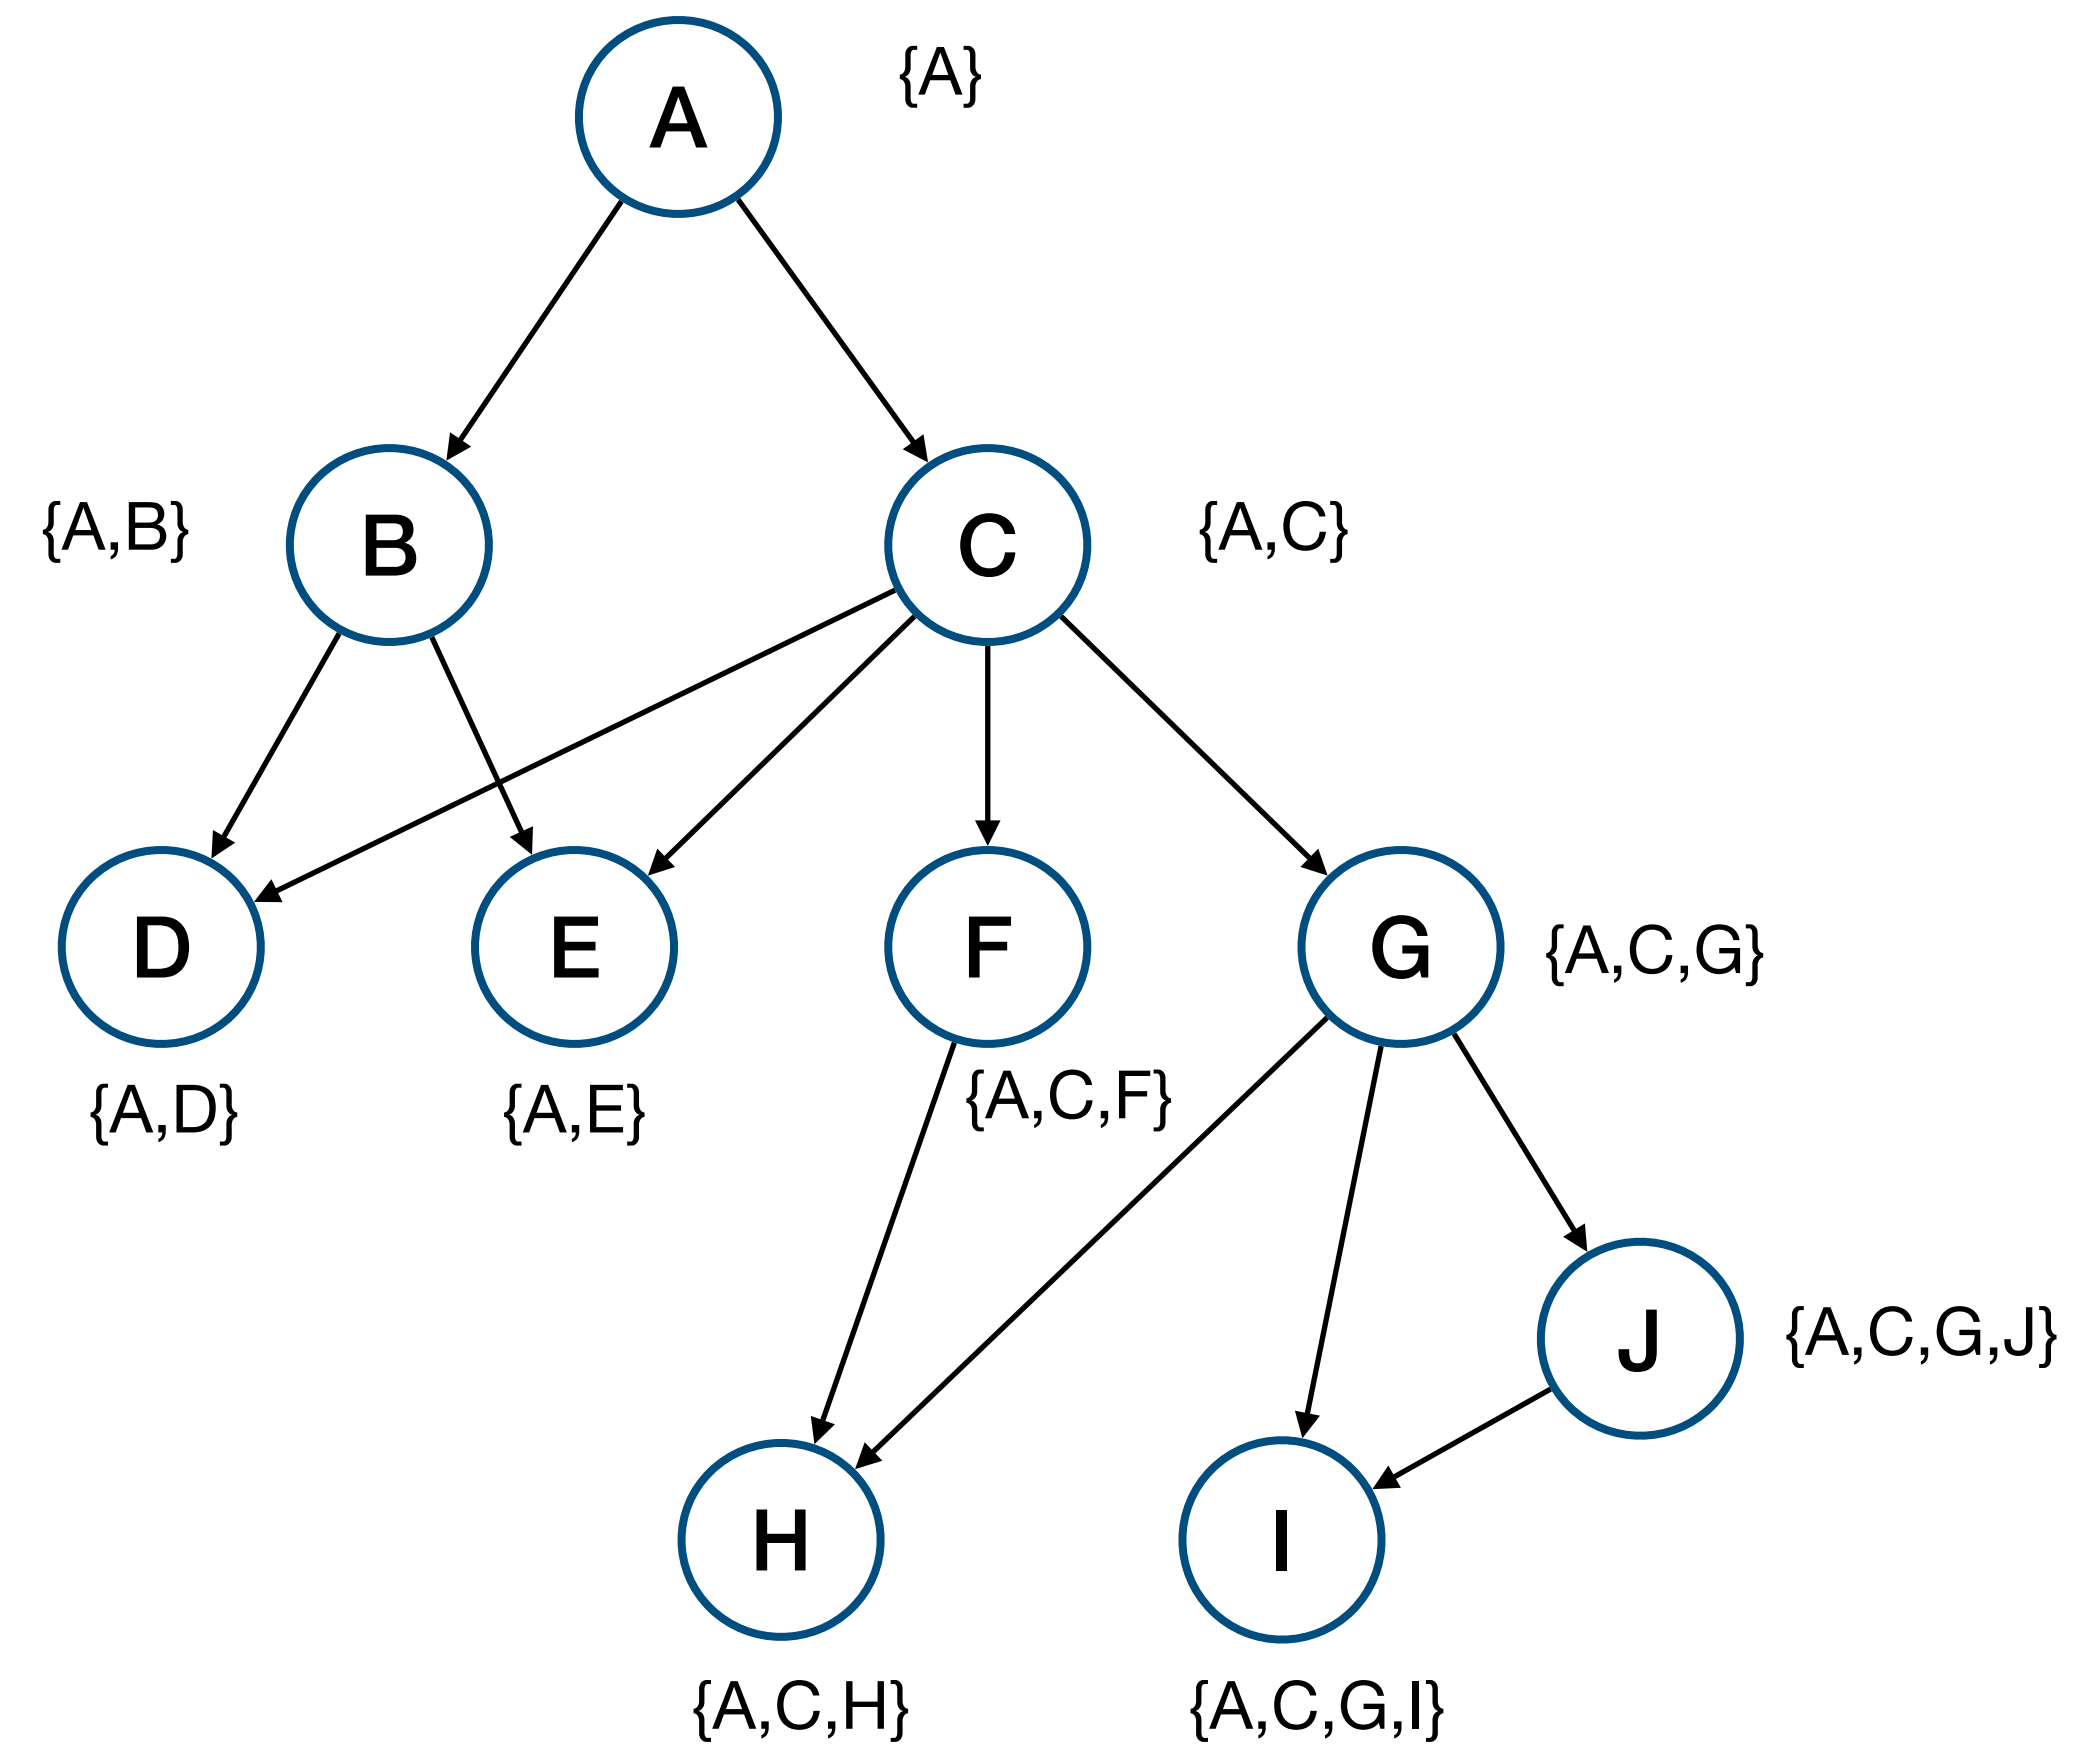 A
{A}
{A,B}
B
C
{A,C}
D
E
F
G
{A,C,G}
{A,D}
{A,E}
{A,C,F}
J
{A,C,G,J}
H
I
{A,C,H}
{A,C,G,I}